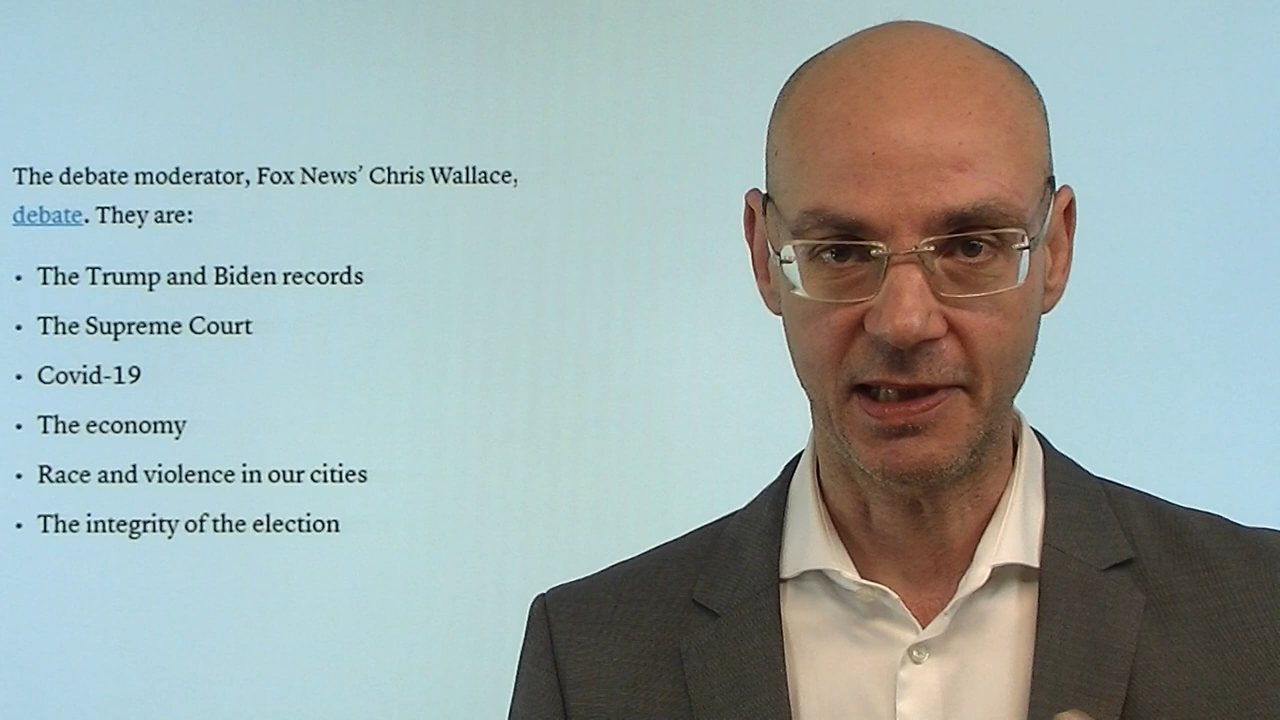 The debate moderator, Fox News’ Chris Wallace,
debate. They are:
• The Trump and Biden records
• The Supreme Court
• Covid-19
• The economy
• Race and violence in our cities
• The integrity of the election